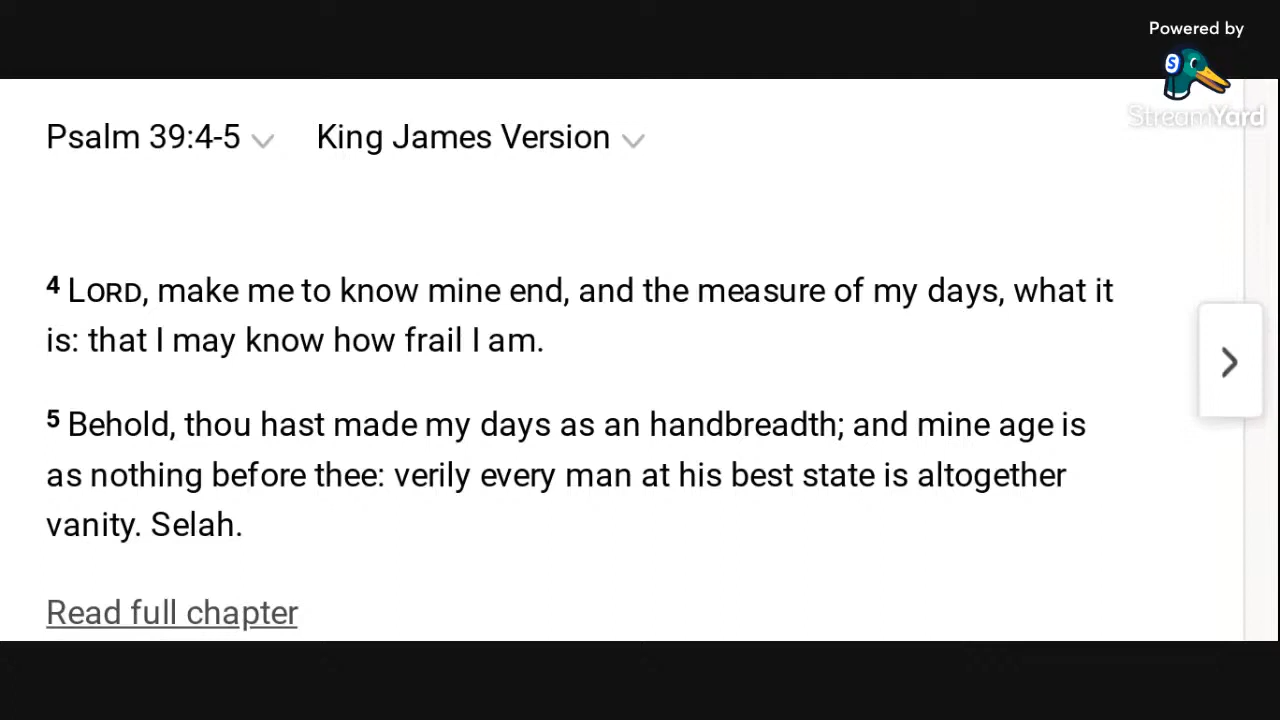 Powered by
S
StreamYard
Psalm 39:4-5 King James Version
4 LORD, make me to know mine end, and the measure of my days, what it
is: that I may know how frail I am.
5 Behold, thou hast made my days as an handbreadth; and mine age is
as nothing before thee: verily every man at his best state is altogether
vanity. Selah.
Read full chapter